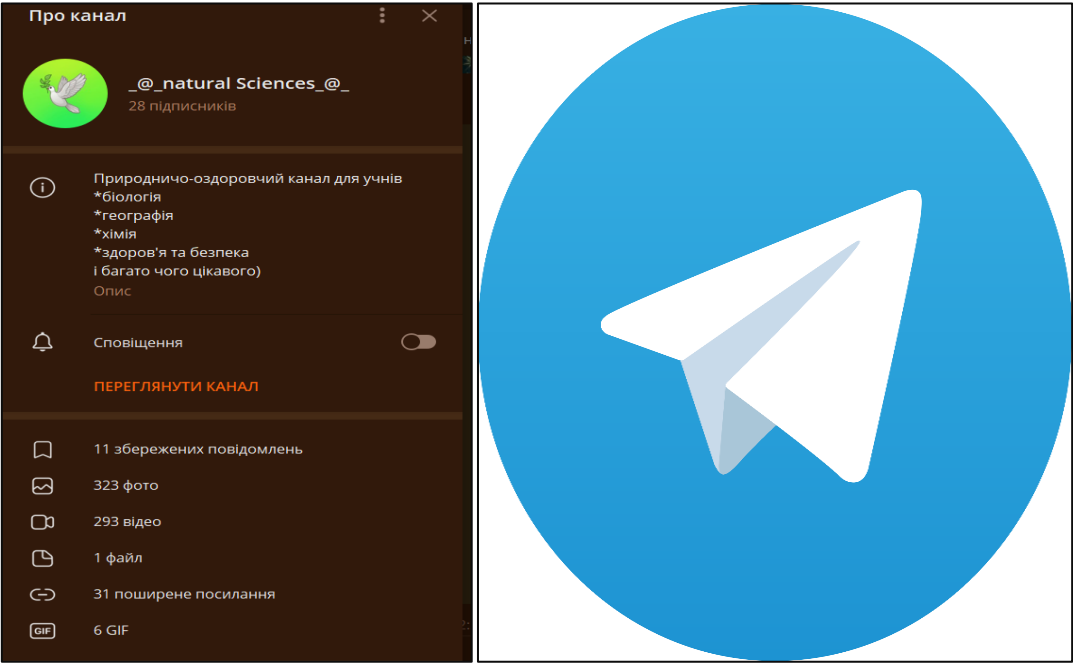 Про канал
_@_natural Sciences_@_
28 підписників
Природничо-оздоровчий канал для учнів
*біологія
*географія
*хімія
*здоров'я та безпека
і багато чого цікавого)
Опис
Сповіщення
ПЕРЕГЛЯНУТИ КАНАЛ
11 збережених повідомлень
323 фото
293 відео
1 файл
31 поширене посилання
GIF
6 GIF